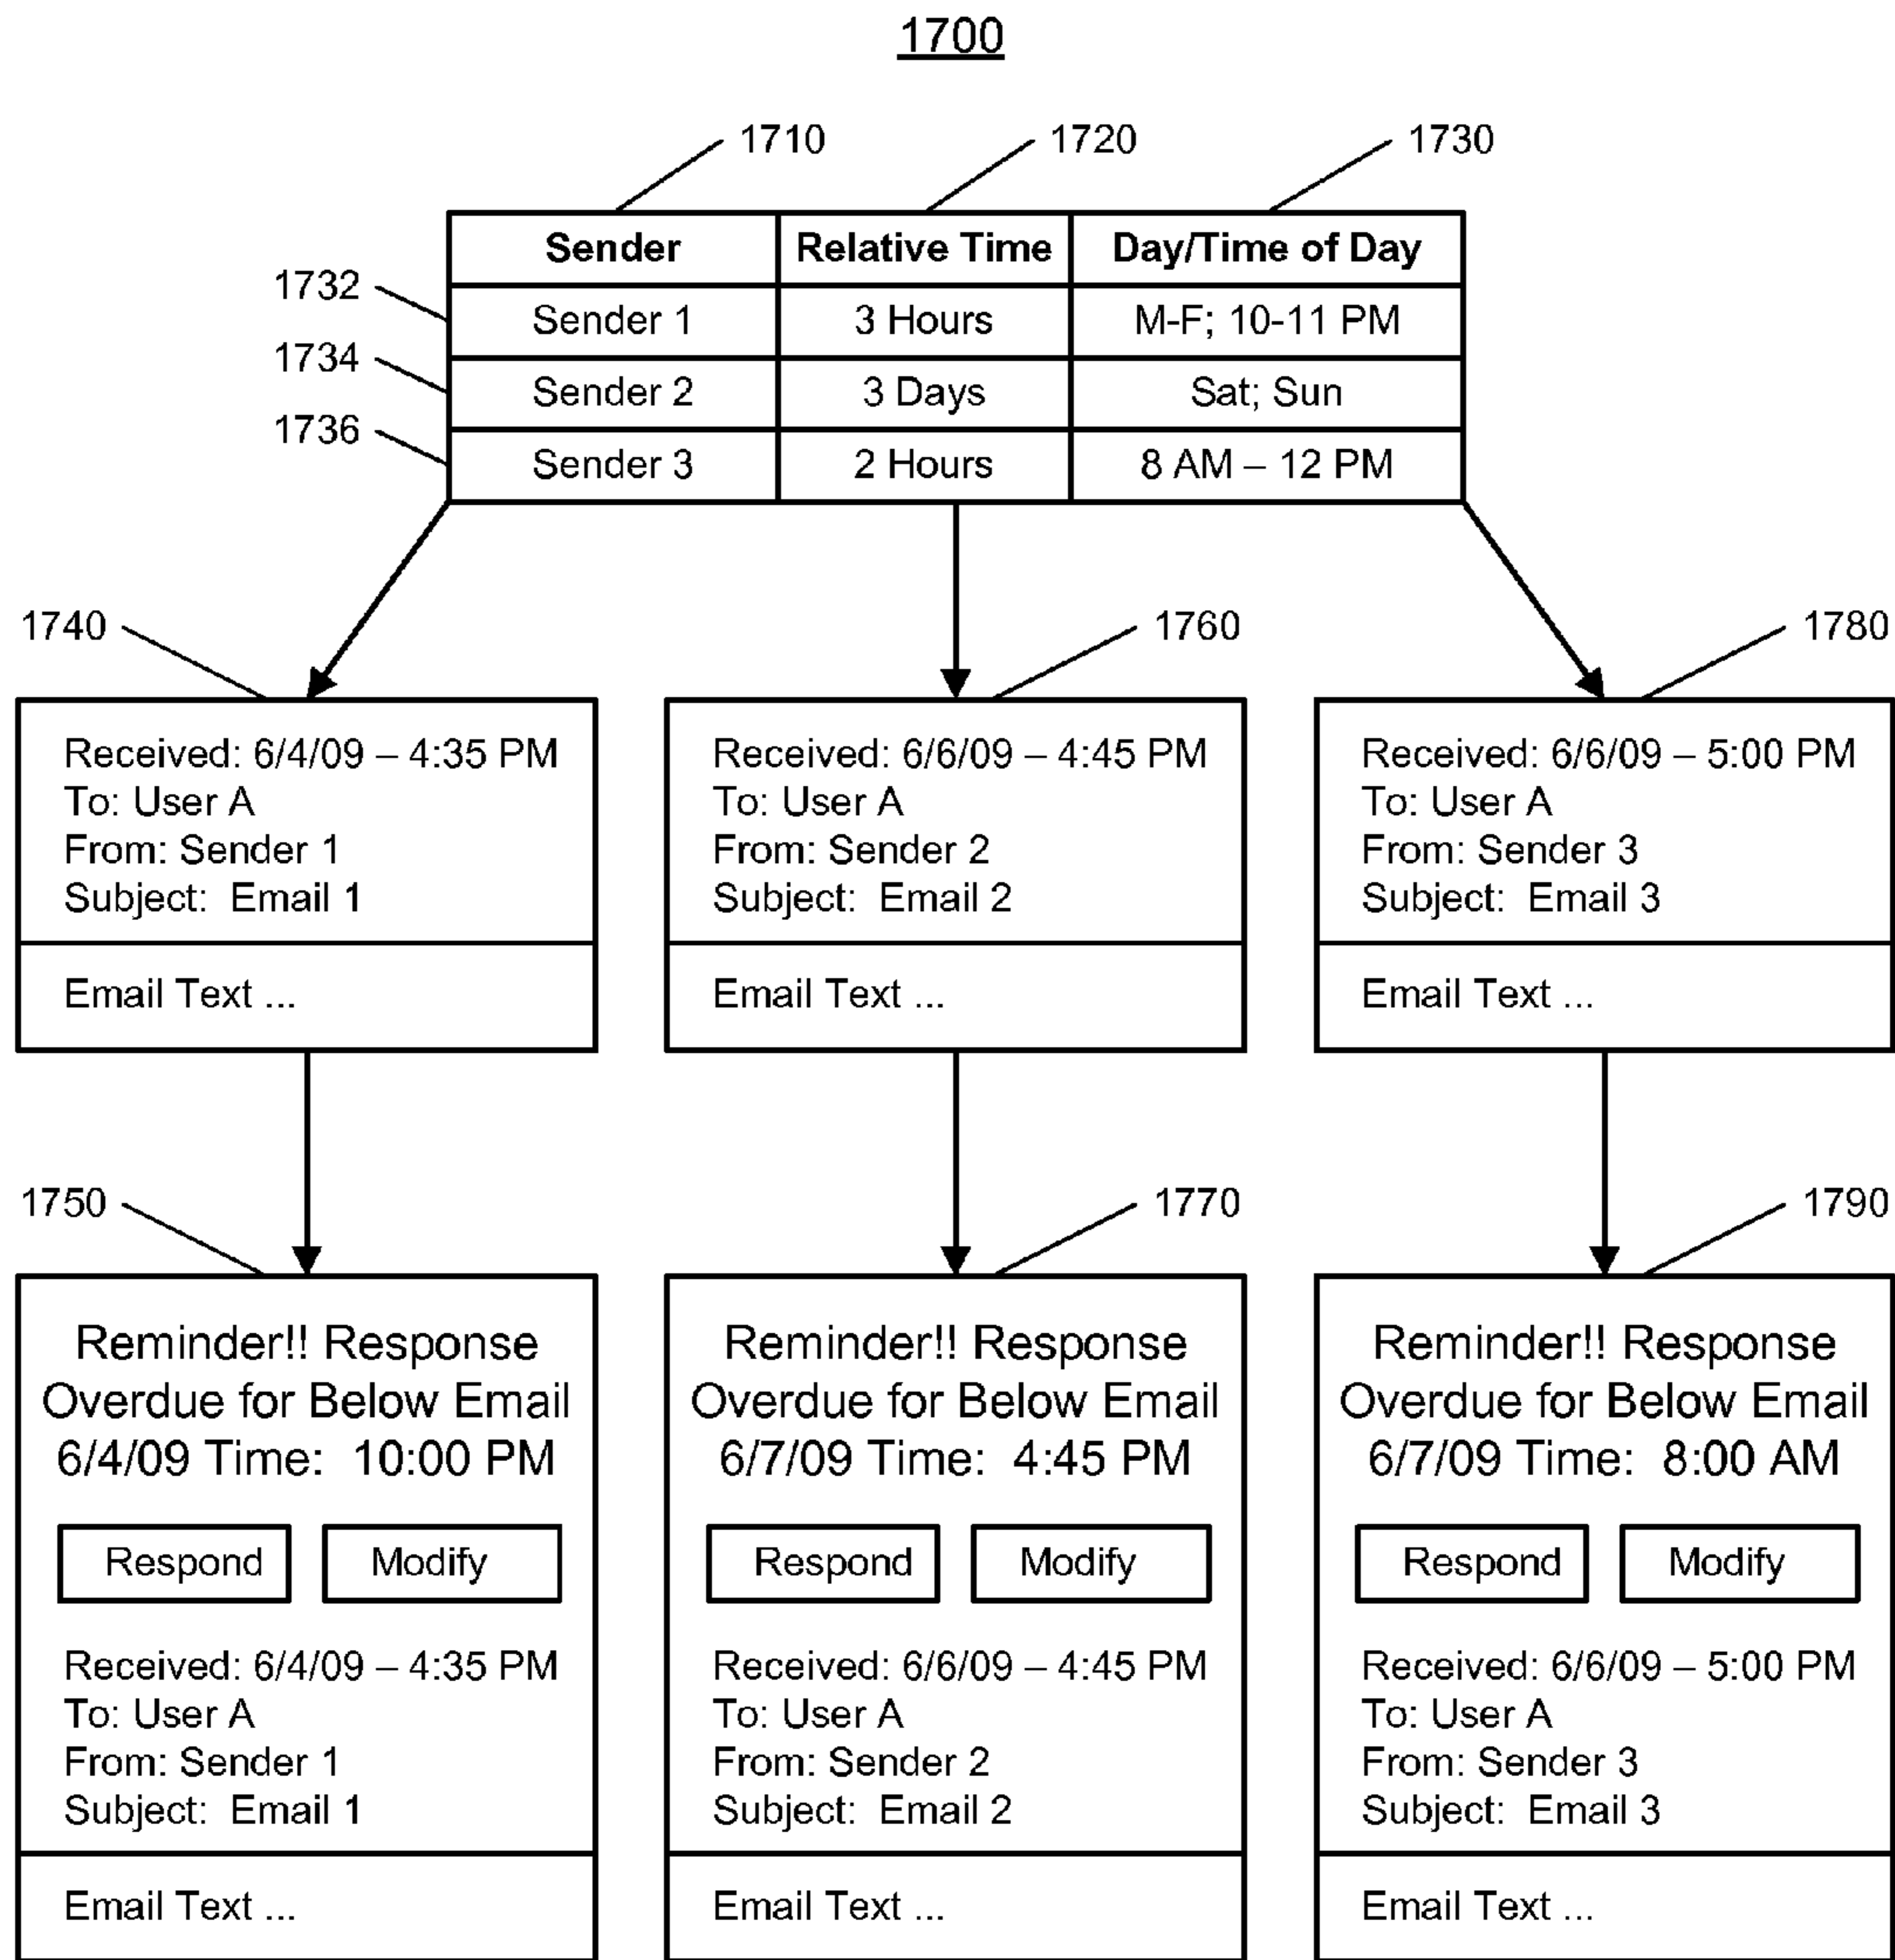 1700
1710
1720
1730
Sender
Relative Time
Day/Time of Day
1732
Sender 1
3 Hours
M-F; 10-11 PM
1734
Sender 2
3 Days
Sat; Sun
1736
Sender 3
2 Hours
8 AM – 12 PM
1740
1760
1780
Received: 6/4/09 – 4:35 PM
To: User A
From: Sender 1
Subject: Email 1
Email Text ...
Received: 6/6/09 – 4:45 PM
To: User A
From: Sender 2
Subject: Email 2
Email Text ...
Received: 6/6/09 – 5:00 PM
To: User A
From: Sender 3
Subject: Email 3
Email Text ...
1750
1770
1790
Reminder!! Response
Overdue for Below Email
6/4/09 Time: 10:00 PM
Respond
Modify
Received: 6/4/09 – 4:35 PM
To: User A
From: Sender 1
Subject: Email 1
Email Text ...
Reminder!! Response
Overdue for Below Email
6/7/09 Time: 4:45 PM
Respond
Modify
Received: 6/6/09 – 4:45 PM
To: User A
From: Sender 2
Subject: Email 2
Email Text ...
Reminder!! Response
Overdue for Below Email
6/7/09 Time: 8:00 AM
Respond
Modify
Received: 6/6/09 – 5:00 PM
To: User A
From: Sender 3
Subject: Email 3
Email Text ...